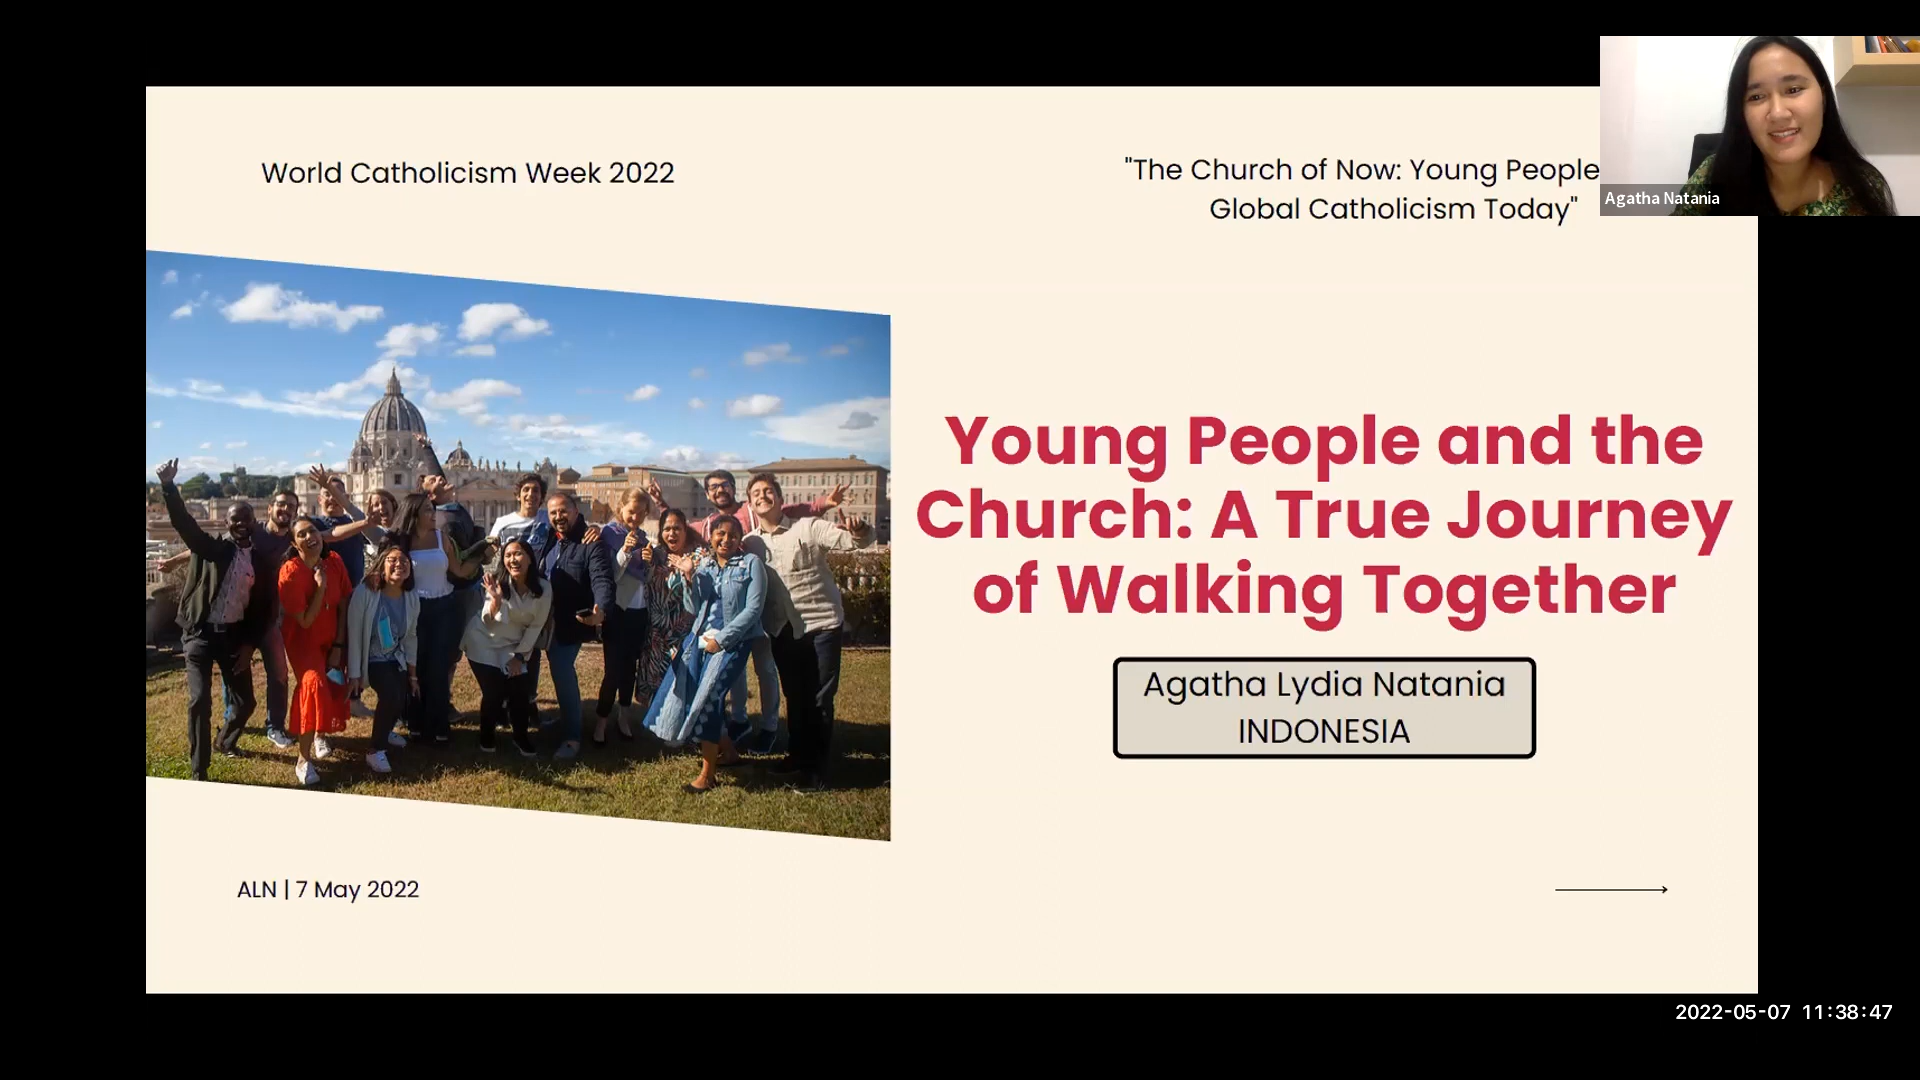 World Catholicism Week 2022
"The Church of Now: Young People
Global Catholicism Today"
Agatha Natania
Young People and the
Church: A True Journey
of Walking Together
Agatha Lydia Natania
INDONESIA
ALN | 7 May 2022
2022-05-07 11:38:47